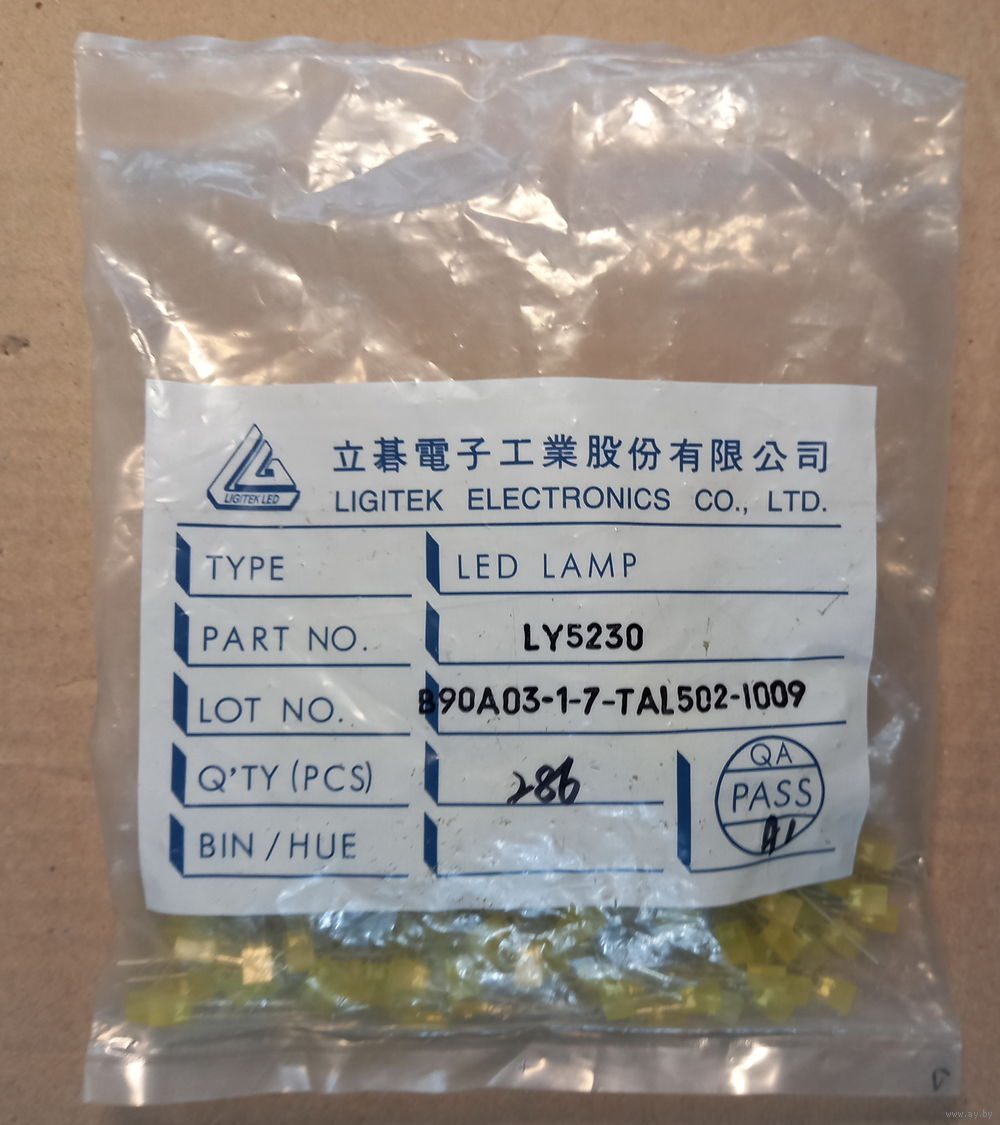 立碁電子工業股份有限公司
LIGITEK LED
LIGITEK ELECTRONICS CO., LTD.
TYPE LED LAMP
PART NO. LY5230
LOT NO. B90A03-1-7-TAL502-1009
Q'TY (PCS) 286
QA
PASS
A1
BIN / HUE
www.ay.by